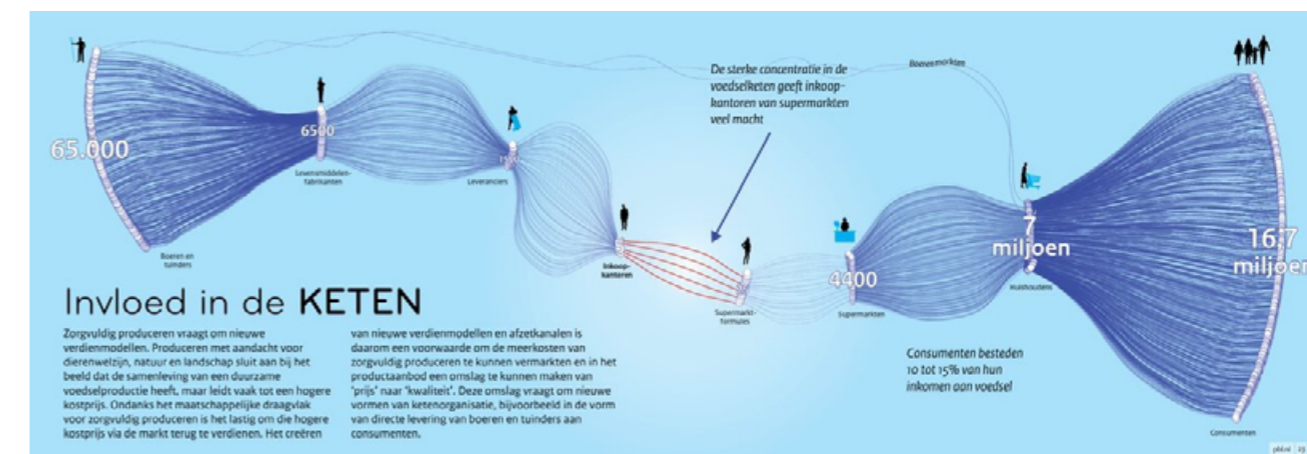 65.000
Boeren en
tuinders
6500
Levensmiddelen-
fabrikanten
Leveranciers
5
Inkoop-
kantoren
De sterke concentratie in de
voedselketen geeft inkoop-
kantoren van supermarkten
veel macht
Supermarkt-
formules
4400
Supermarkten
Boerenmarkten
7
miljoen
Huishoudens
16,7
miljoen
Consumenten
Consumenten besteden
10 tot 15% van hun
inkomen aan voedsel
Invloed in de KETEN
Zorgvuldig produceren vraagt om nieuwe
verdienmodellen. Produceren met aandacht voor
dierenwelzijn, natuur en landschap sluit aan bij het
beeld dat de samenleving van een duurzame
voedselproductie heeft, maar leidt vaak tot een hogere
kostprijs. Ondanks het maatschappelijke draagvlak
voor zorgvuldig produceren is het lastig om die hogere
kostprijs via de markt terug te verdienen. Het creëren
van nieuwe verdienmodellen en afzetkanalen is
daarom een voorwaarde om de meerkosten van
zorgvuldig produceren te kunnen vermarkten en in het
productaanbod een omslag te kunnen maken van
'prijs' naar 'kwaliteit'. Deze omslag vraagt om nieuwe
vormen van ketenorganisatie, bijvoorbeeld in de vorm
van directe levering van boeren en tuinders aan
consumenten.
pbl.nl